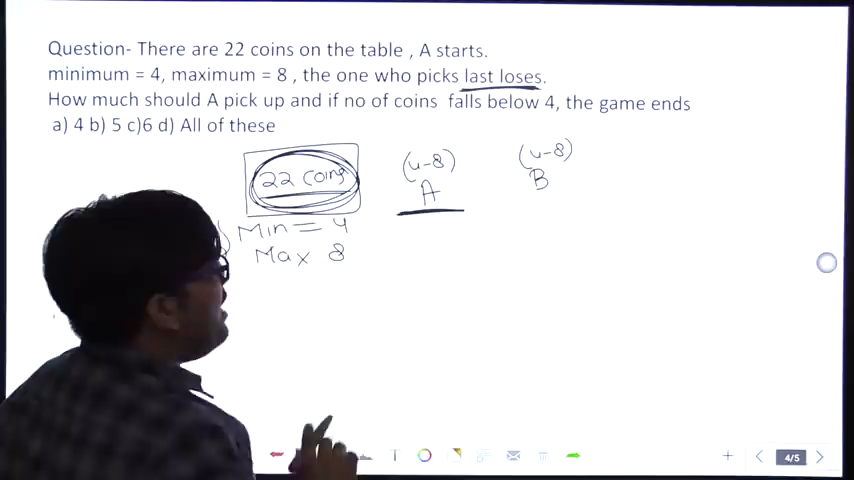 Question- There are 22 coins on the table , A starts.
minimum = 4, maximum = 8 , the one who picks last loses.
How much should A pick up and if no of coins falls below 4, the game ends
a) 4 b) 5 c)6 d) All of these
22 Coins
(4-8)
A
(4-8)
B
Min = 4
Max 8
T
4/5